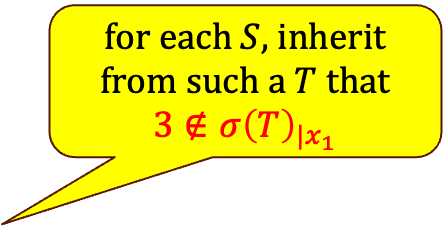 for each S, inherit
from such a T that
3 ∉ σ(T)|x₁